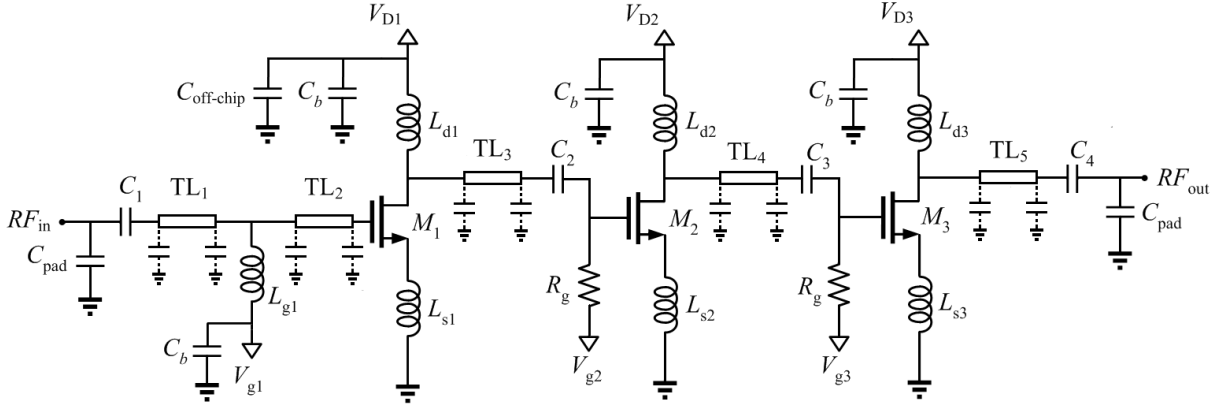 V_D1 V_D2 V_D3
C_off-chip C_b C_b C_b
L_d1 L_d2 L_d3
C_1 TL_1 TL_2 TL_3 C_2 TL_4 C_3 TL_5 C_4
RF_in M_1 M_2 M_3 RF_out
C_pad L_g1 L_s1 R_g L_s2 R_g L_s3 C_pad
C_b V_g1 V_g2 V_g3